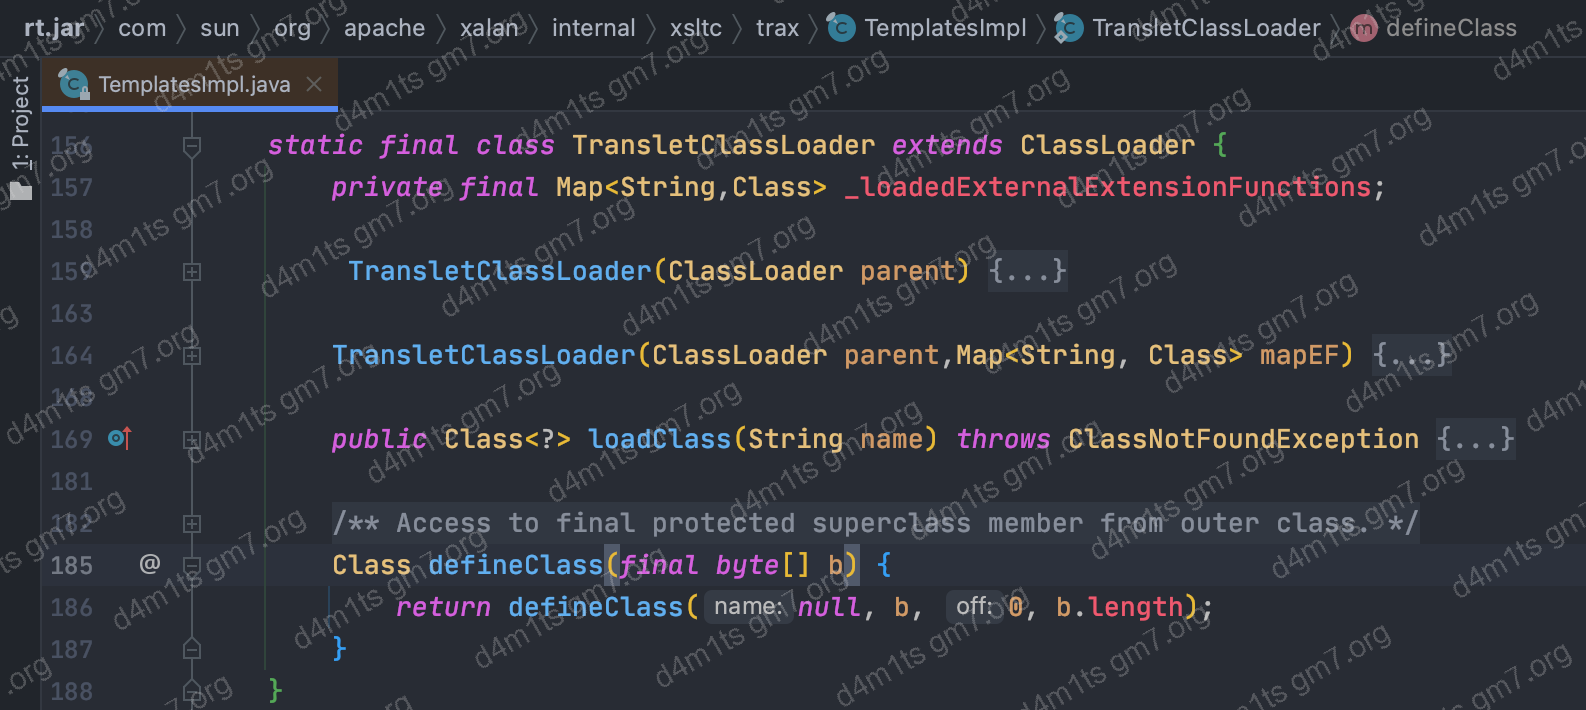 rt.jar com sun org apache xalan internal xsltc trax TemplatesImpl TransletClassLoader defineClass
TemplatesImpl.java
1: Project
156 static final class TransletClassLoader extends ClassLoader {
157 private final Map<String,Class> _loadedExternalExtensionFunctions;
158
159 TransletClassLoader(ClassLoader parent) {...}
163
164 TransletClassLoader(ClassLoader parent,Map<String, Class> mapEF) {...}
168
169 public Class<?> loadClass(String name) throws ClassNotFoundException {...}
181
182 /** Access to final protected superclass member from outer class. */
185 @ Class defineClass(final byte[] b) {
186 return defineClass( name: null, b, off: 0, b.length);
187 }
188 }
d4m1ts gm7.org